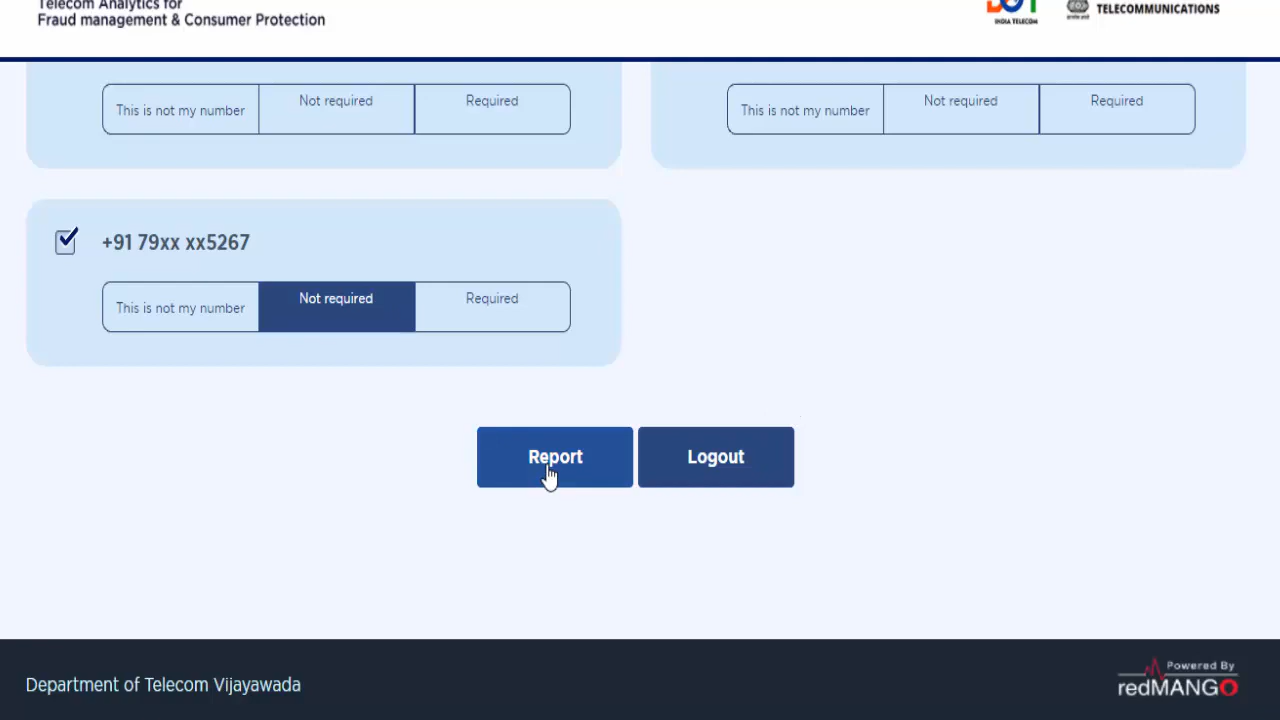 Telecom Analytics for
Fraud management & Consumer Protection
INDIA TELECOM
TELECOMMUNICATIONS
This is not my number Not required Required
This is not my number Not required Required
+91 79xx xx5267
This is not my number Not required Required
Report Logout
Department of Telecom Vijayawada
Powered By
redMANGO